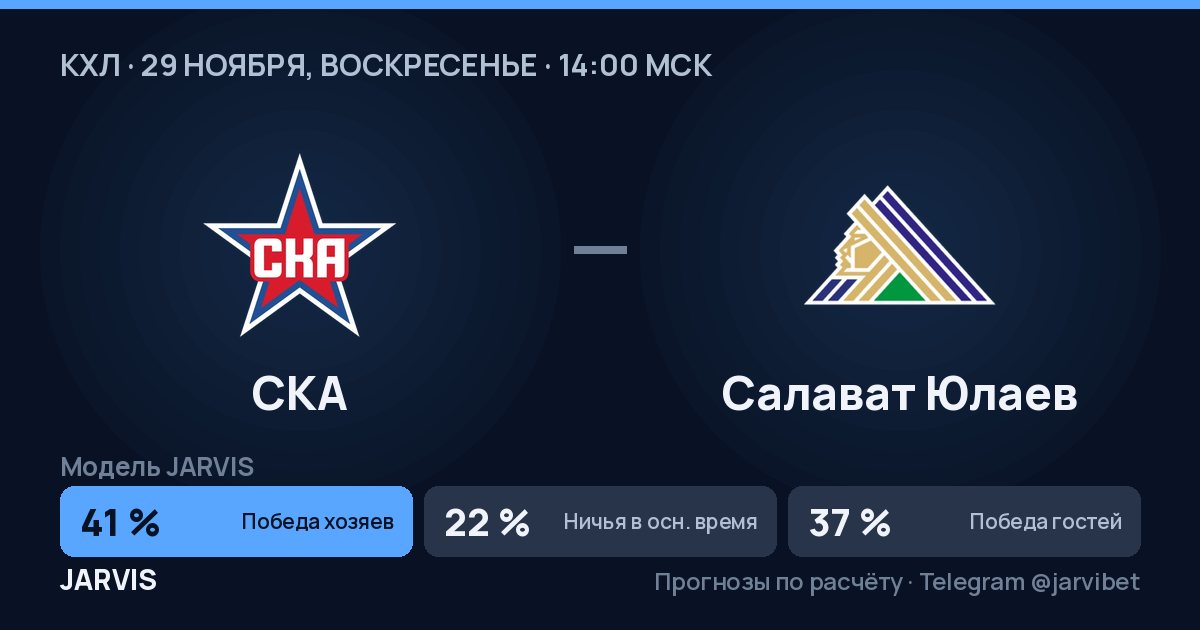 КХЛ · 29 НОЯБРЯ, ВОСКРЕСЕНЬЕ · 14:00 МСК
СКА
–
СКА
Салават Юлаев
Модель JARVIS
41 % Победа хозяев
22 % Ничья в осн. время
37 % Победа гостей
JARVIS
Прогнозы по расчёту · Telegram @jarvibet